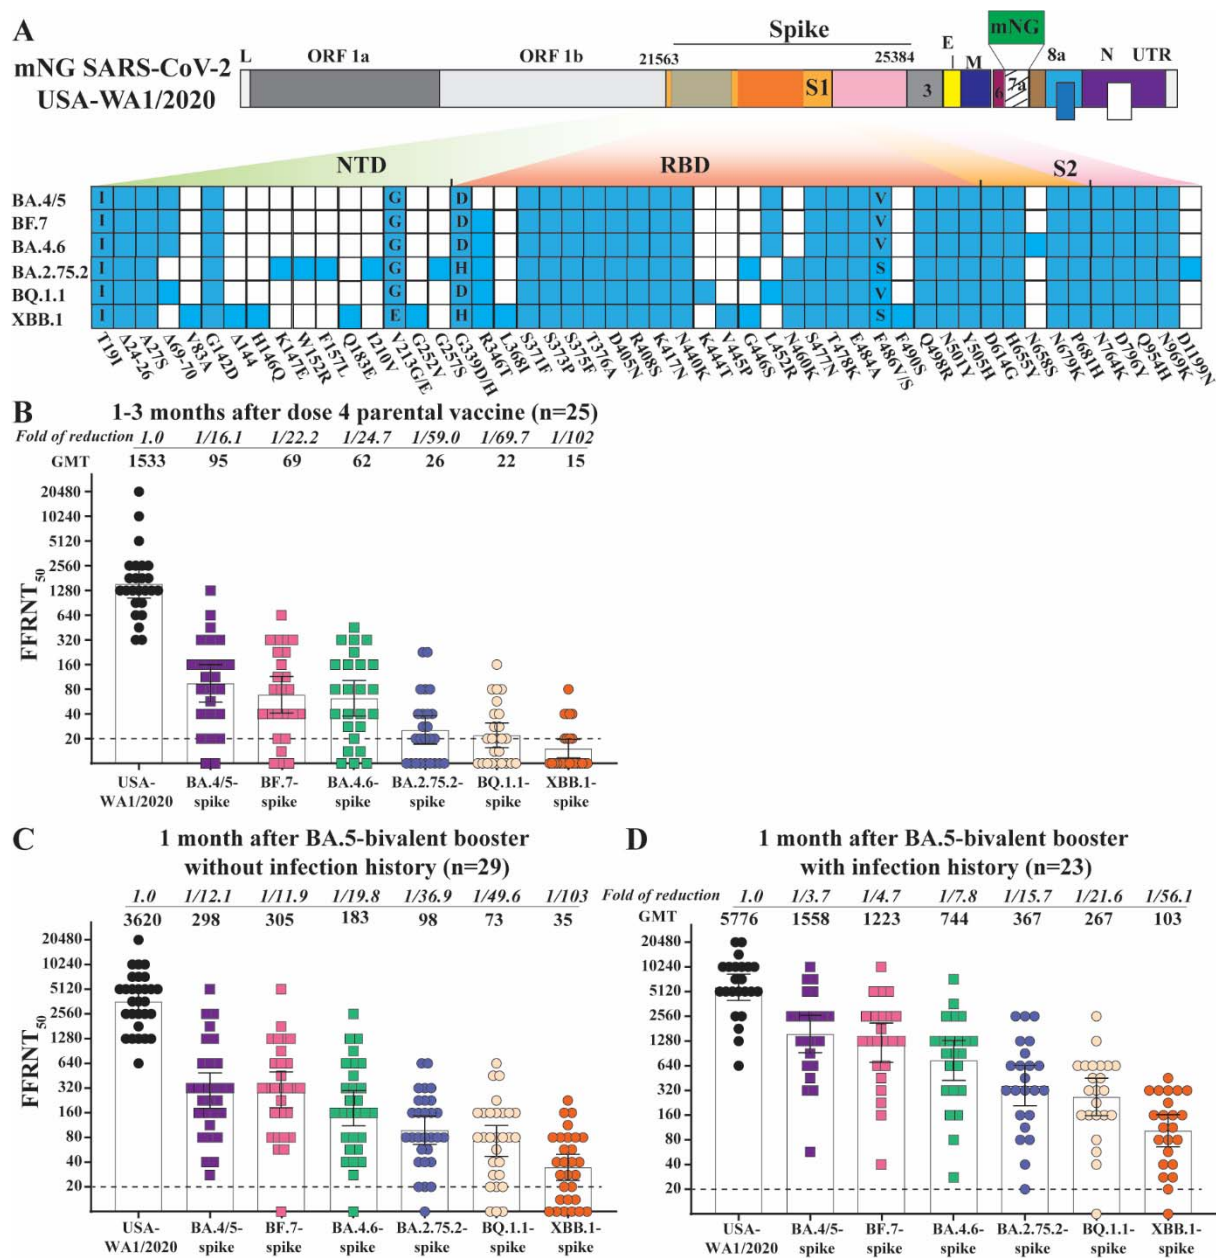 A
mNG SARS-CoV-2
USA-WA1/2020
Spike
mNG
L ORF 1a ORF 1b 21563 25384 E M 8a N UTR
S1 3 6 7a
NTD RBD S2
BA.4/5 I G D V
BF.7 I G D V
BA.4.6 I G D V
BA.2.75.2 I G H S
BQ.1.1 I G D V
XBB.1 I E H S
T19I Δ24-26 A27S Δ69-70 V83A G142D Δ144 H146Q K147E W152R F157L Q183E I210V V213G/E G252V G257S G339D/H R346T L368I S371F S373P S375F T376A D405N R408S K417N N440K K444T V445P G446S L452R N460K S477N T478K E484A F486V/S F490S Q498R N501Y Y505H D614G H655Y N658S N679K P681H N764K D796Y Q954H N969K D1199N
B 1-3 months after dose 4 parental vaccine (n=25)
Fold of reduction 1.0 1/16.1 1/22.2 1/24.7 1/59.0 1/69.7 1/102
GMT 1533 95 69 62 26 22 15
FFRNT50
20480
10240
5120
2560
1280
640
320
160
80
40
20
USA-WA1/2020 BA.4/5-spike BF.7-spike BA.4.6-spike BA.2.75.2-spike BQ.1.1-spike XBB.1-spike
C 1 month after BA.5-bivalent booster
without infection history (n=29)
1.0 1/12.1 1/11.9 1/19.8 1/36.9 1/49.6 1/103
3620 298 305 183 98 73 35
FFRNT50
20480
10240
5120
2560
1280
640
320
160
80
40
20
USA-WA1/2020 BA.4/5-spike BF.7-spike BA.4.6-spike BA.2.75.2-spike BQ.1.1-spike XBB.1-spike
D 1 month after BA.5-bivalent booster
with infection history (n=23)
Fold of reduction 1.0 1/3.7 1/4.7 1/7.8 1/15.7 1/21.6 1/56.1
GMT 5776 1558 1223 744 367 267 103
20480
10240
5120
2560
1280
640
320
160
80
40
20
USA-WA1/2020 BA.4/5-spike BF.7-spike BA.4.6-spike BA.2.75.2-spike BQ.1.1-spike XBB.1-spike